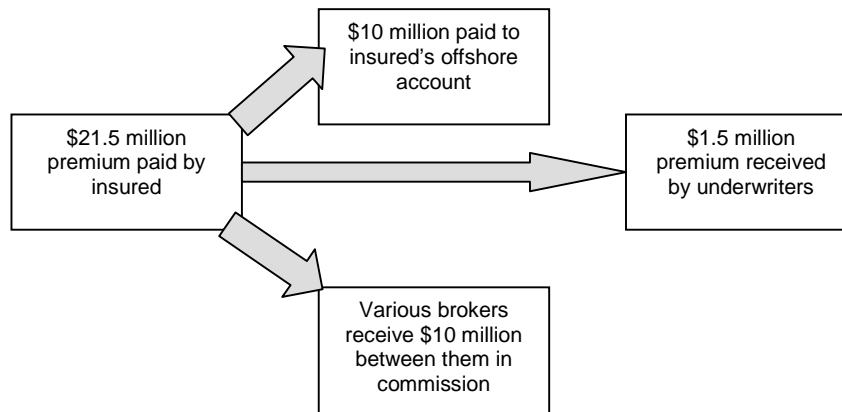 $10 million paid to
insured’s offshore
account
$21.5 million
premium paid by
insured
$1.5 million
premium received
by underwriters
Various brokers
receive $10 million
between them in
commission